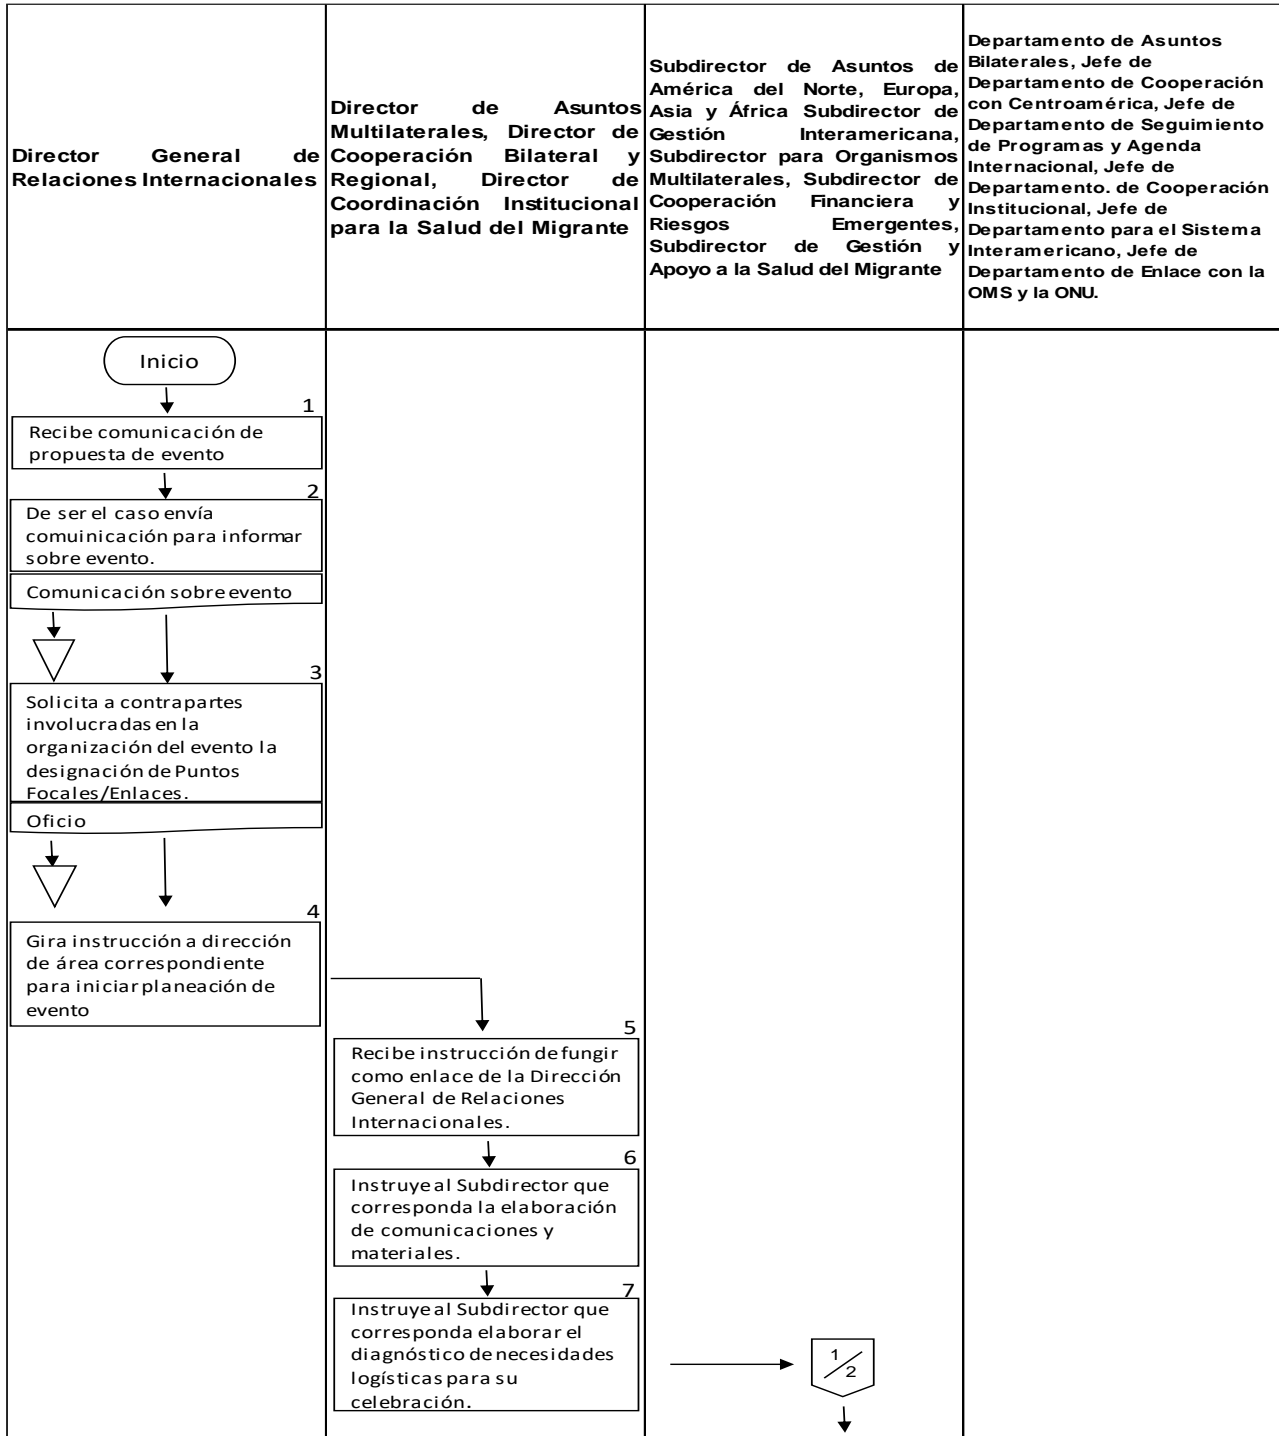 Director General de
Relaciones Internacionales
Director de Asuntos
Multilaterales, Director de
Cooperación Bilateral y
Regional, Director de
Coordinación Institucional
para la Salud del Migrante
Subdirector de Asuntos de
América del Norte, Europa,
Asia y África Subdirector de
Gestión Interamericana,
Subdirector para Organismos
Multilaterales, Subdirector de
Cooperación Financiera y
Riesgos Emergentes,
Subdirector de Gestión y
Apoyo a la Salud del Migrante
Departamento de Asuntos
Bilaterales, Jefe de
Departamento de Cooperación
con Centroamérica, Jefe de
Departamento de Seguimiento
de Programas y Agenda
Internacional, Jefe de
Departamento. de Cooperación
Institucional, Jefe de
Departamento para el Sistema
Interamericano, Jefe de
Departamento de Enlace con la
OMS y la ONU.
Inicio
1
Recibe comunicación de
propuesta de evento
2
De ser el caso envía
comuinicación para informar
sobre evento.
Comunicación sobre evento
3
Solicita a contrapartes
involucradas en la
organización del evento la
designación de Puntos
Focales/Enlaces.
Oficio
4
Gira instrucción a dirección
de área correspondiente
para iniciar planeación de
evento
5
Recibe instrucción de fungir
como enlace de la Dirección
General de Relaciones
Internacionales.
6
Instruye al Subdirector que
corresponda la elaboración
de comunicaciones y
materiales.
7
Instruye al Subdirector que
corresponda elaborar el
diagnóstico de necesidades
logísticas para su
celebración.
1/2